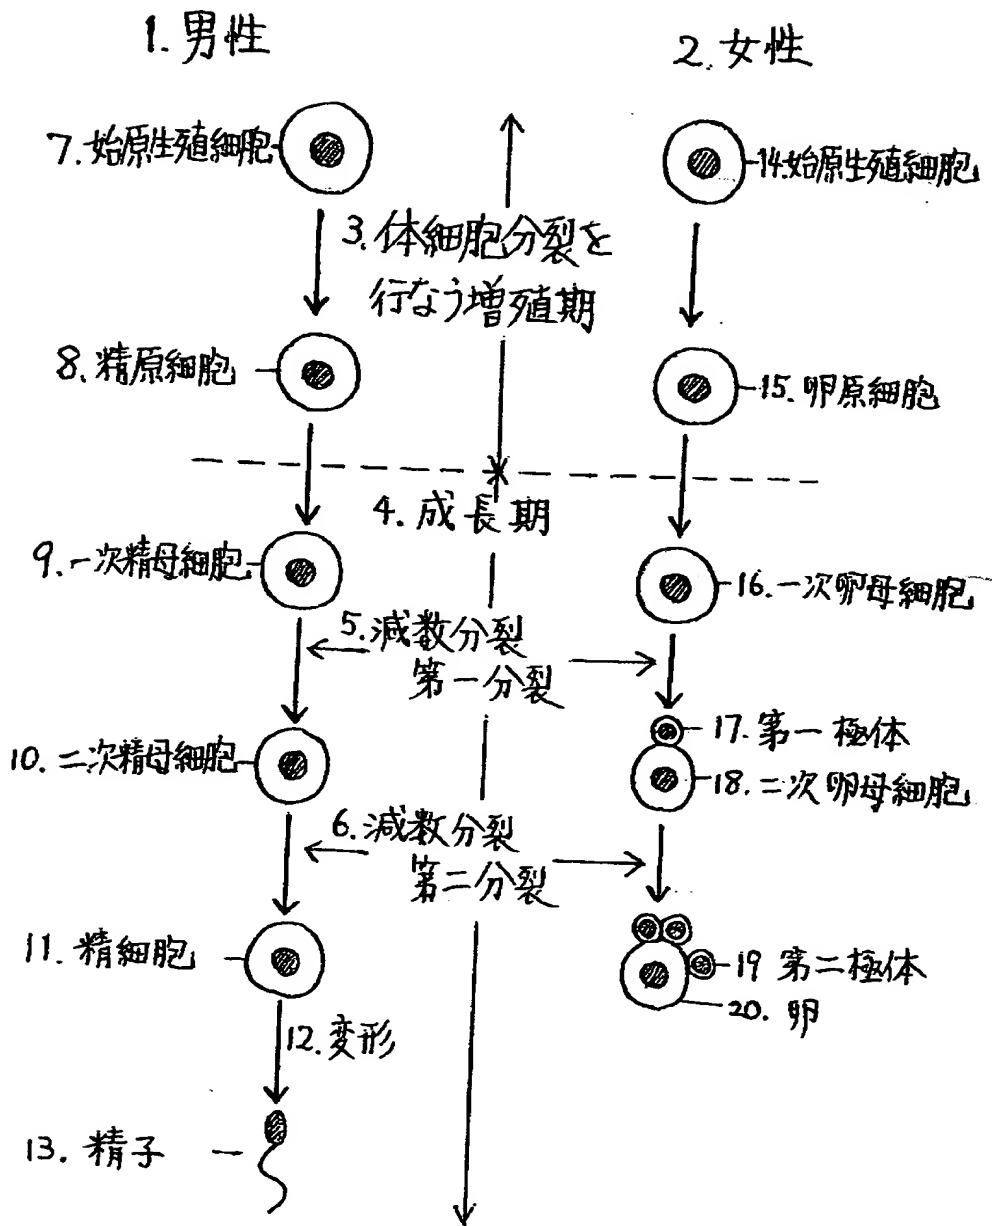 1. 男性
2. 女性
7. 始原生殖細胞
14. 始原生殖細胞
3. 体細胞分裂を
行なう増殖期
8. 精原細胞
15. 卵原細胞
4. 成長期
9. 一次精母細胞
16. 一次卵母細胞
5. 減数分裂
第一分裂
17. 第一極体
10. 二次精母細胞
18. 二次卵母細胞
6. 減数分裂
第二分裂
11. 精細胞
19 第二極体
20. 卵
12. 変形
13. 精子